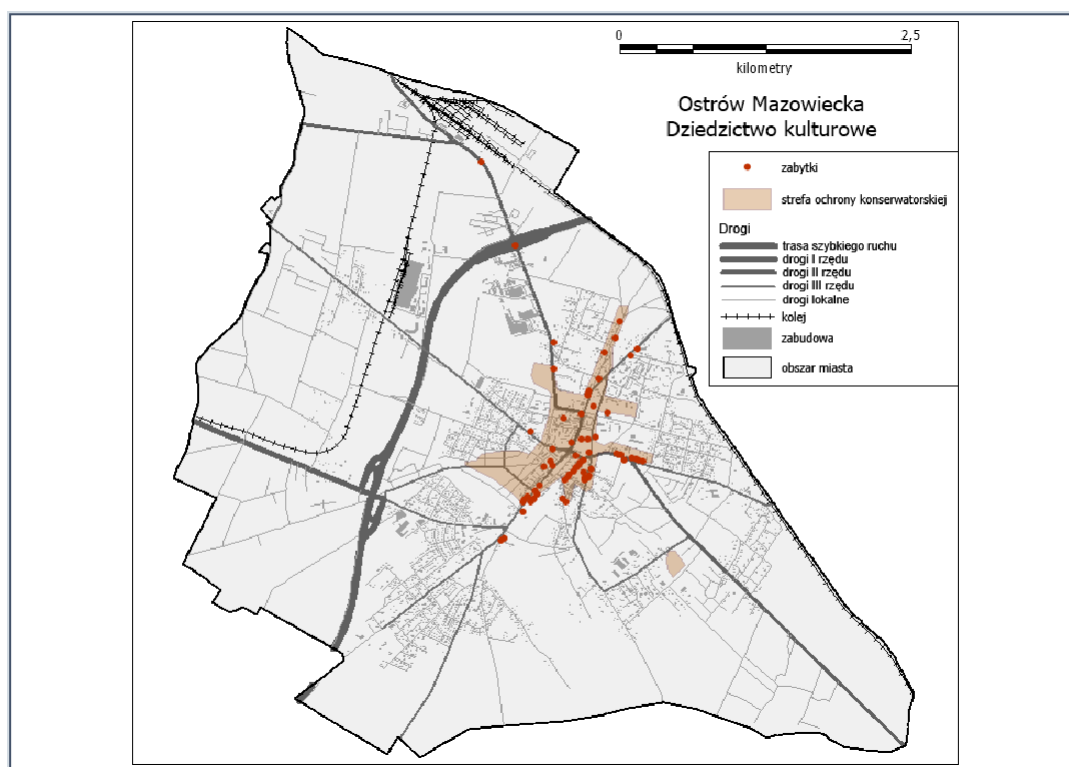 0 2,5
kilometry
Ostrów Mazowiecka
Dziedzictwo kulturowe
zabytki
strefa ochrony konserwatorskiej
Drogi
trasa szybkiego ruchu
drogi I rzędu
drogi II rzędu
drogi III rzędu
drogi lokalne
kolej
zabudowa
obszar miasta